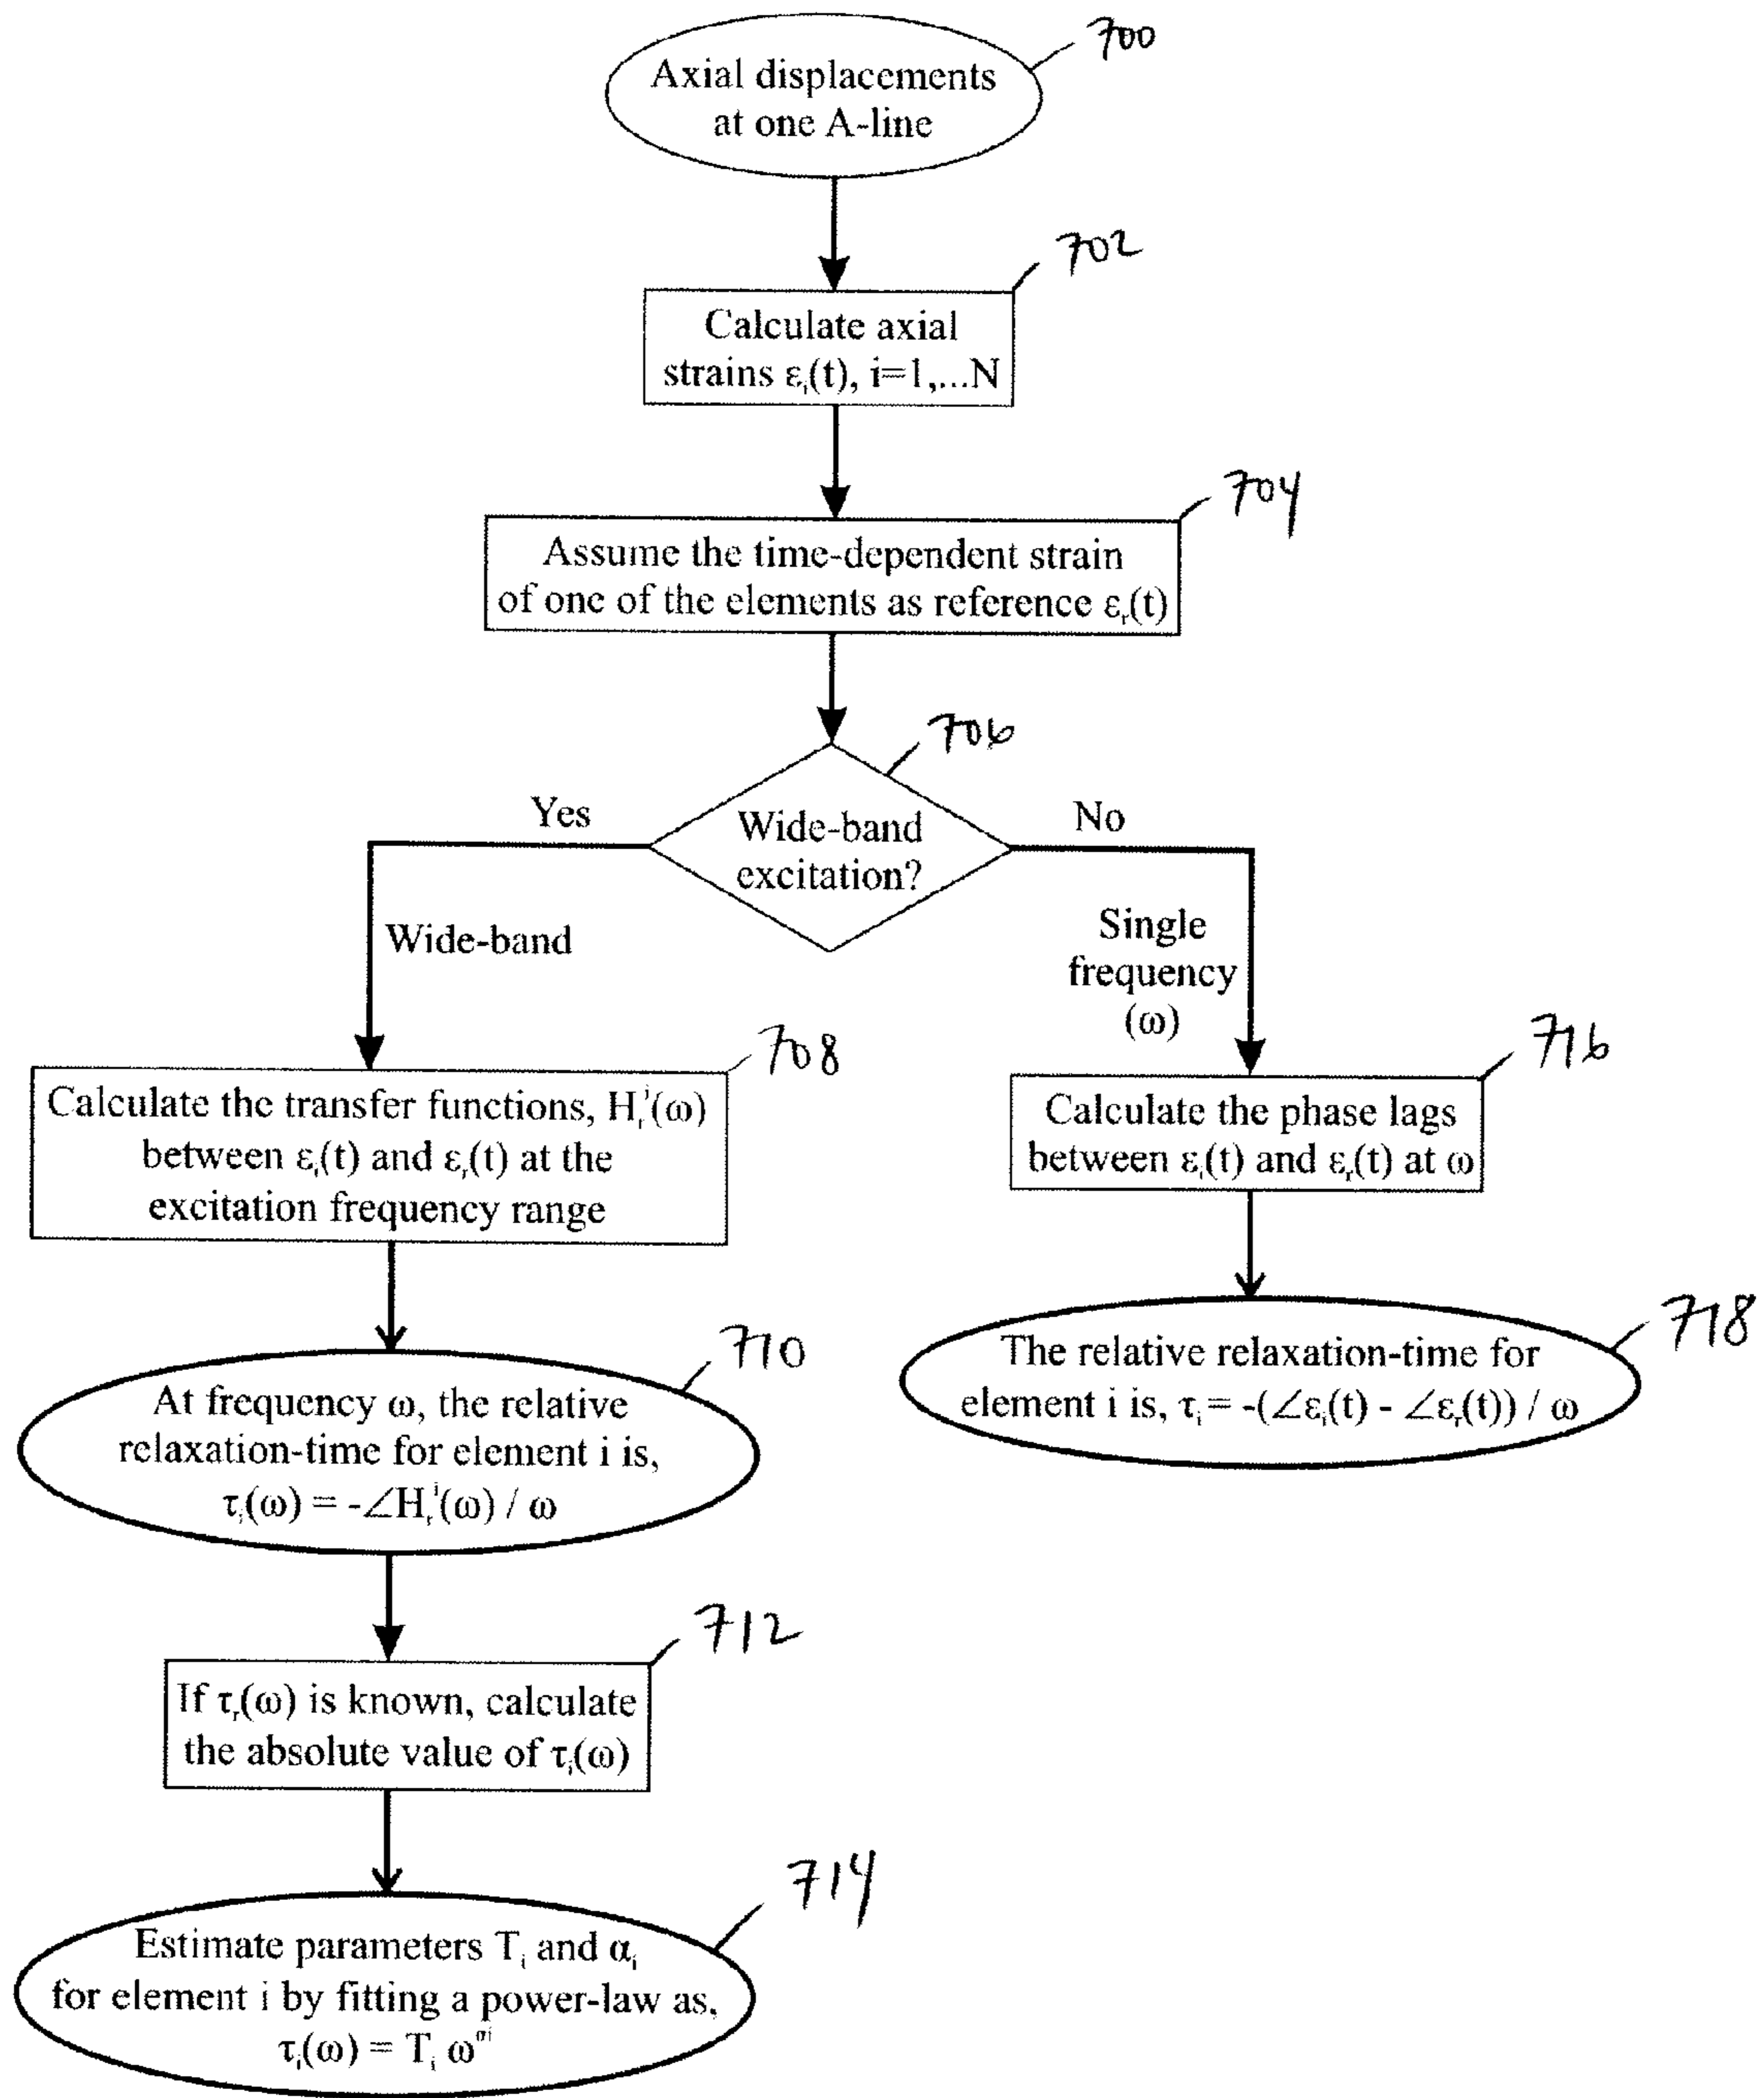 700
Axial displacements
at one A-line
702
Calculate axial
strains εᵢ(t), i=1,...N
704
Assume the time-dependent strain
of one of the elements as reference εᵣ(t)
706
Wide-band
excitation?
Yes
No
Wide-band
Single
frequency
(ω)
708
Calculate the transfer functions, Hᵣⁱ(ω)
between εᵢ(t) and εᵣ(t) at the
excitation frequency range
716
Calculate the phase lags
between εᵢ(t) and εᵣ(t) at ω
710
At frequency ω, the relative
relaxation-time for element i is,
τᵢ(ω) = -∠Hᵣⁱ(ω) / ω
718
The relative relaxation-time for
element i is, τᵢ = -(∠εᵢ(t) - ∠εᵣ(t)) / ω
712
If τᵣ(ω) is known, calculate
the absolute value of τᵢ(ω)
714
Estimate parameters Tᵢ and αᵢ
for element i by fitting a power-law as,
τᵢ(ω) = Tᵢ ω^αi